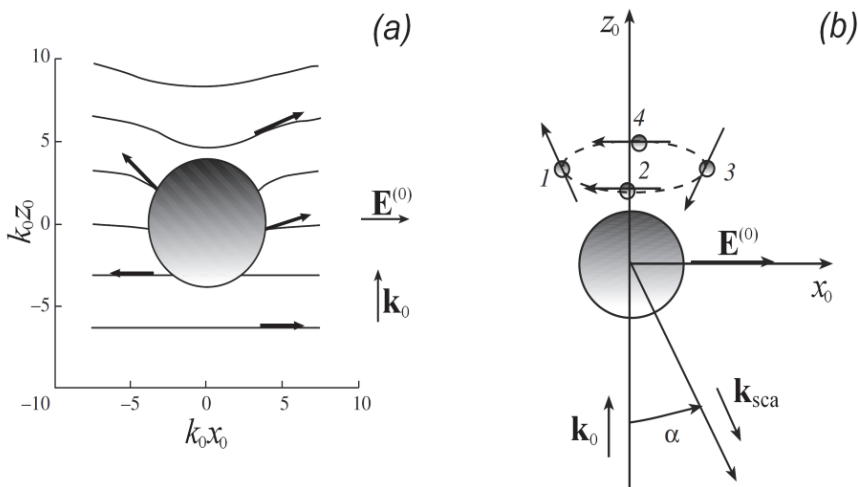 (a)
10
5
0
−5
−10
−5
0
5
10
k₀z₀
k₀x₀
E⁽⁰⁾
k₀
(b)
z₀
4
1
2
3
E⁽⁰⁾
x₀
k_sca
k₀
α